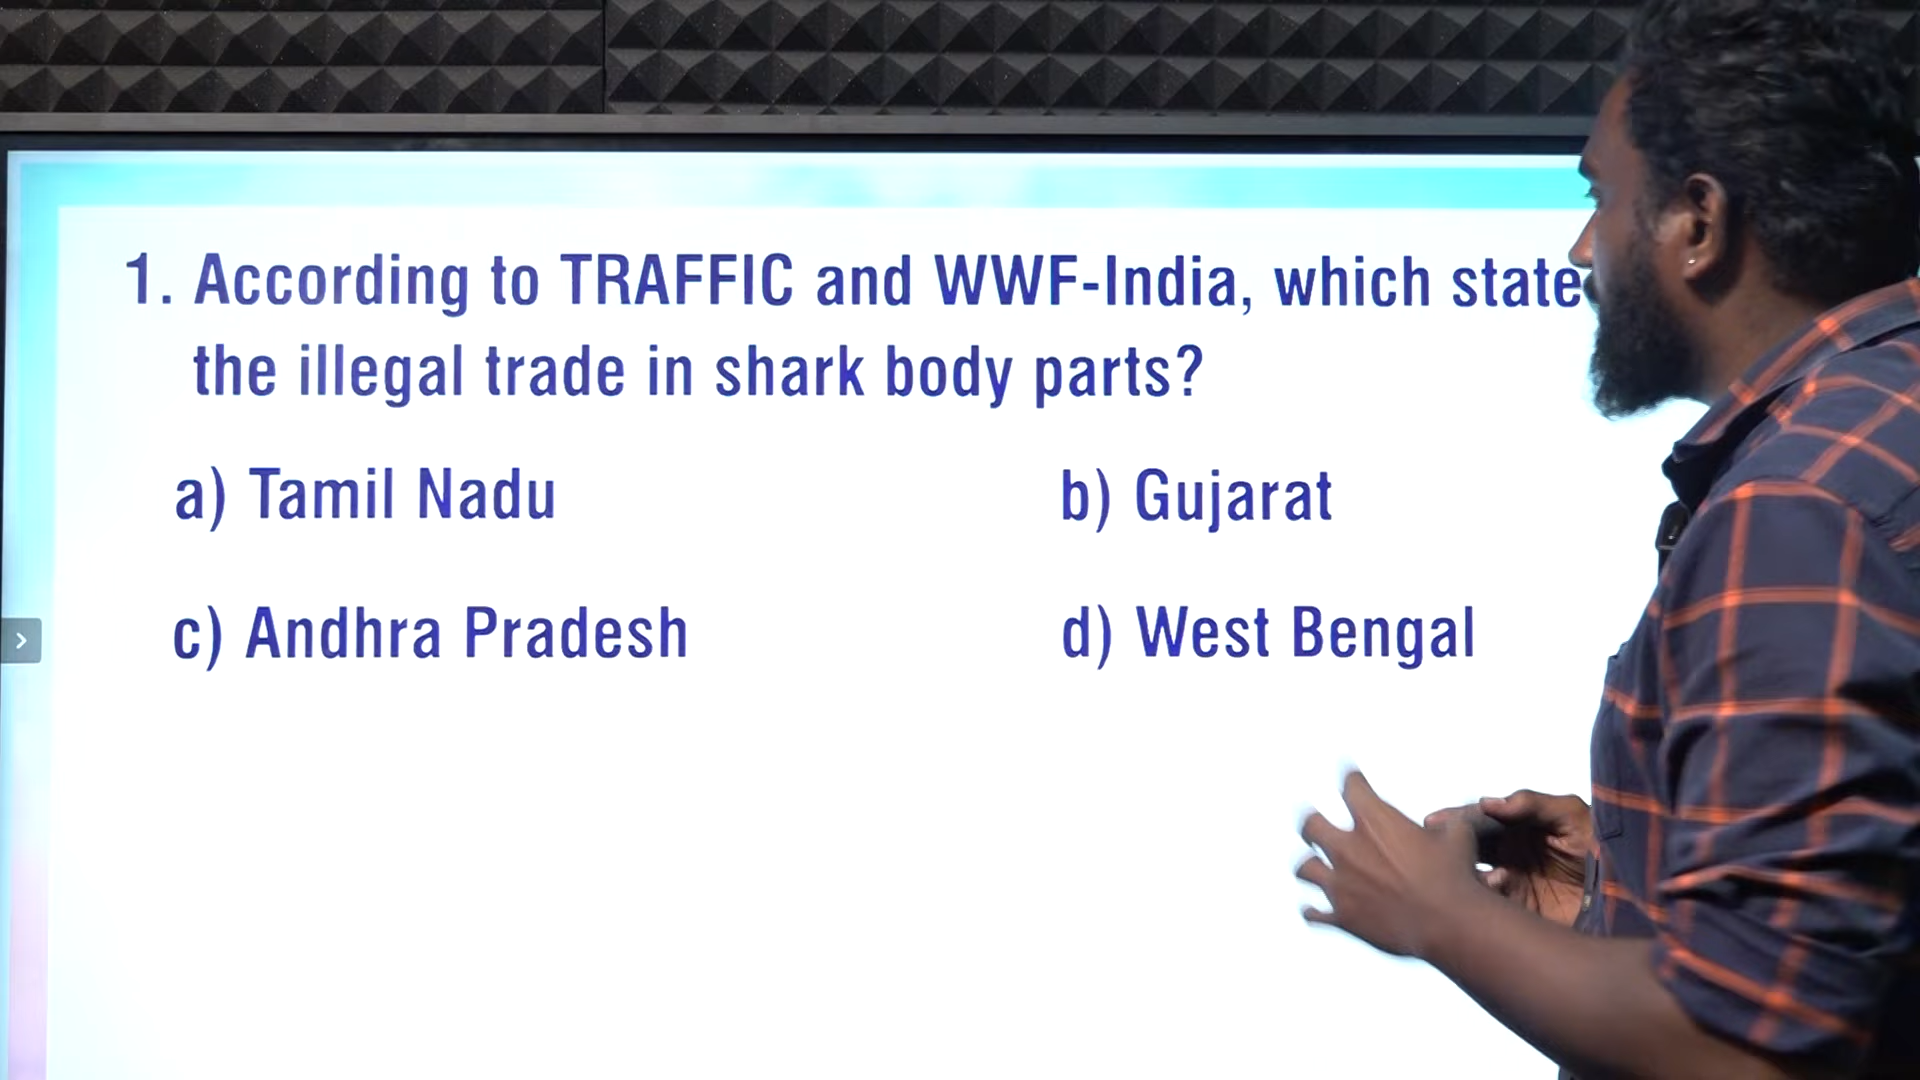 1. According to TRAFFIC and WWF-India, which state
the illegal trade in shark body parts?
a) Tamil Nadu
b) Gujarat
c) Andhra Pradesh
d) West Bengal